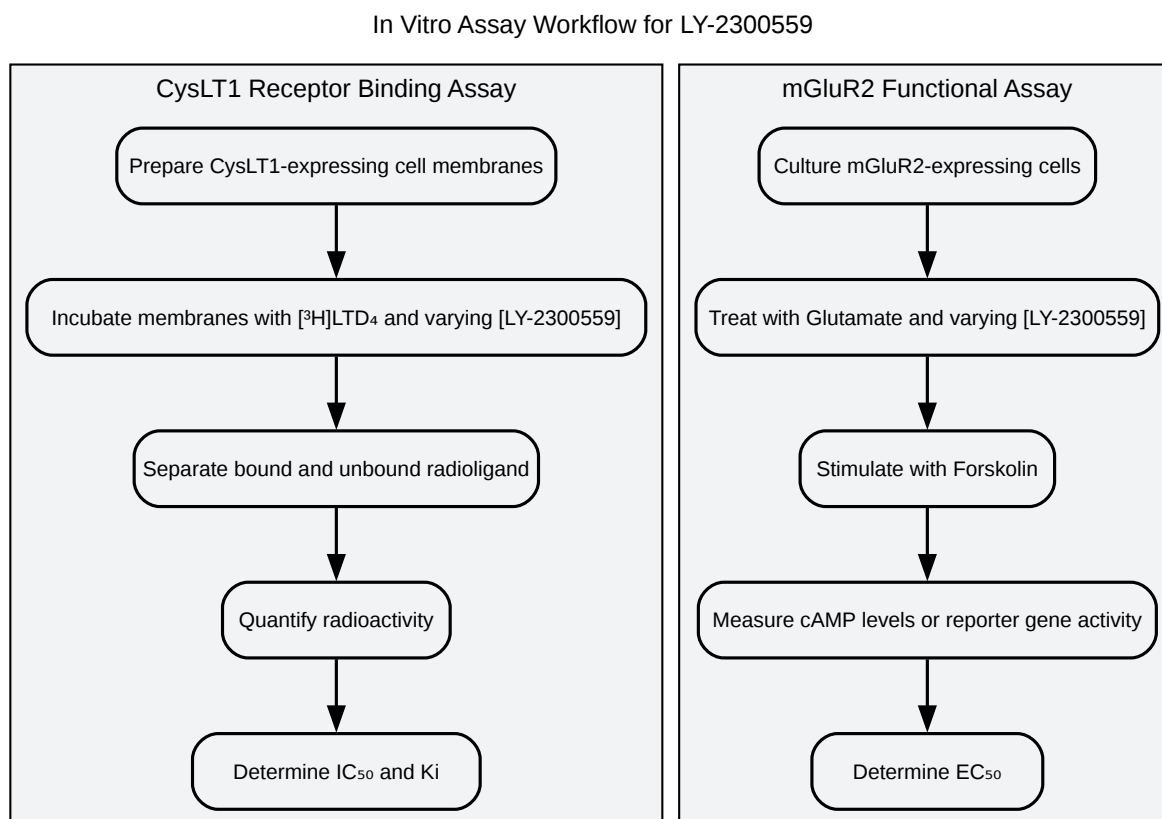 In Vitro Assay Workflow for LY-2300559
CysLT1 Receptor Binding Assay
Prepare CysLT1-expressing cell membranes
Incubate membranes with [³H]LTD₄ and varying [LY-2300559]
Separate bound and unbound radioligand
Quantify radioactivity
Determine IC₅₀ and Ki
mGluR2 Functional Assay
Culture mGluR2-expressing cells
Treat with Glutamate and varying [LY-2300559]
Stimulate with Forskolin
Measure cAMP levels or reporter gene activity
Determine EC₅₀